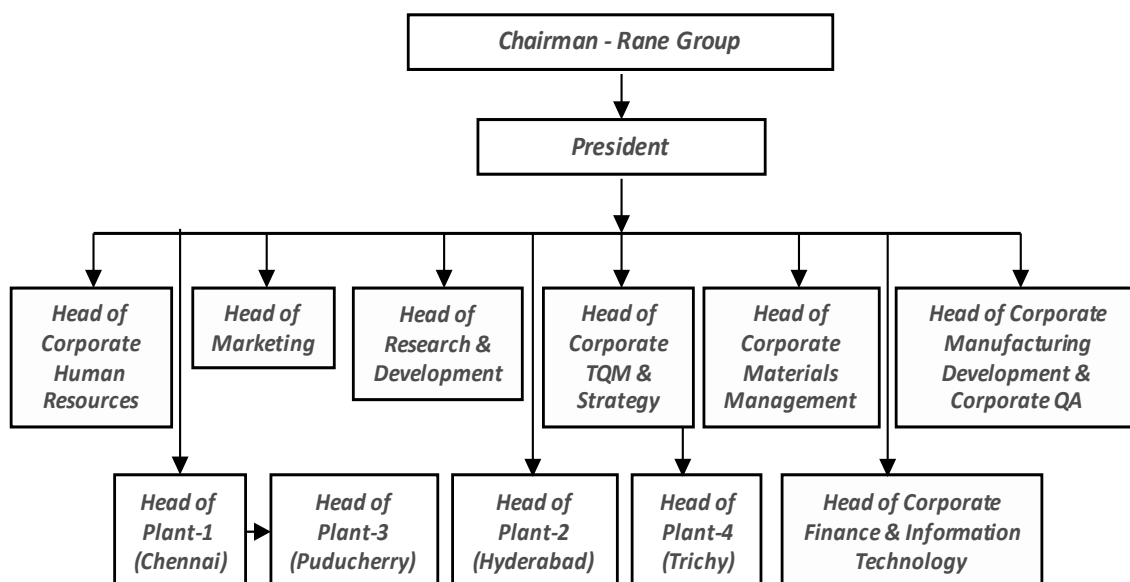 Chairman - Rane Group
President
Head of
Corporate
Human
Resources
Head of
Marketing
Head of
Research &
Development
Head of
Corporate
TQM &
Strategy
Head of
Corporate
Materials
Management
Head of Corporate
Manufacturing
Development &
Corporate QA
Head of
Plant-1
(Chennai)
Head of
Plant-3
(Puducherry)
Head of
Plant-2
(Hyderabad)
Head of
Plant-4
(Trichy)
Head of Corporate
Finance & Information
Technology